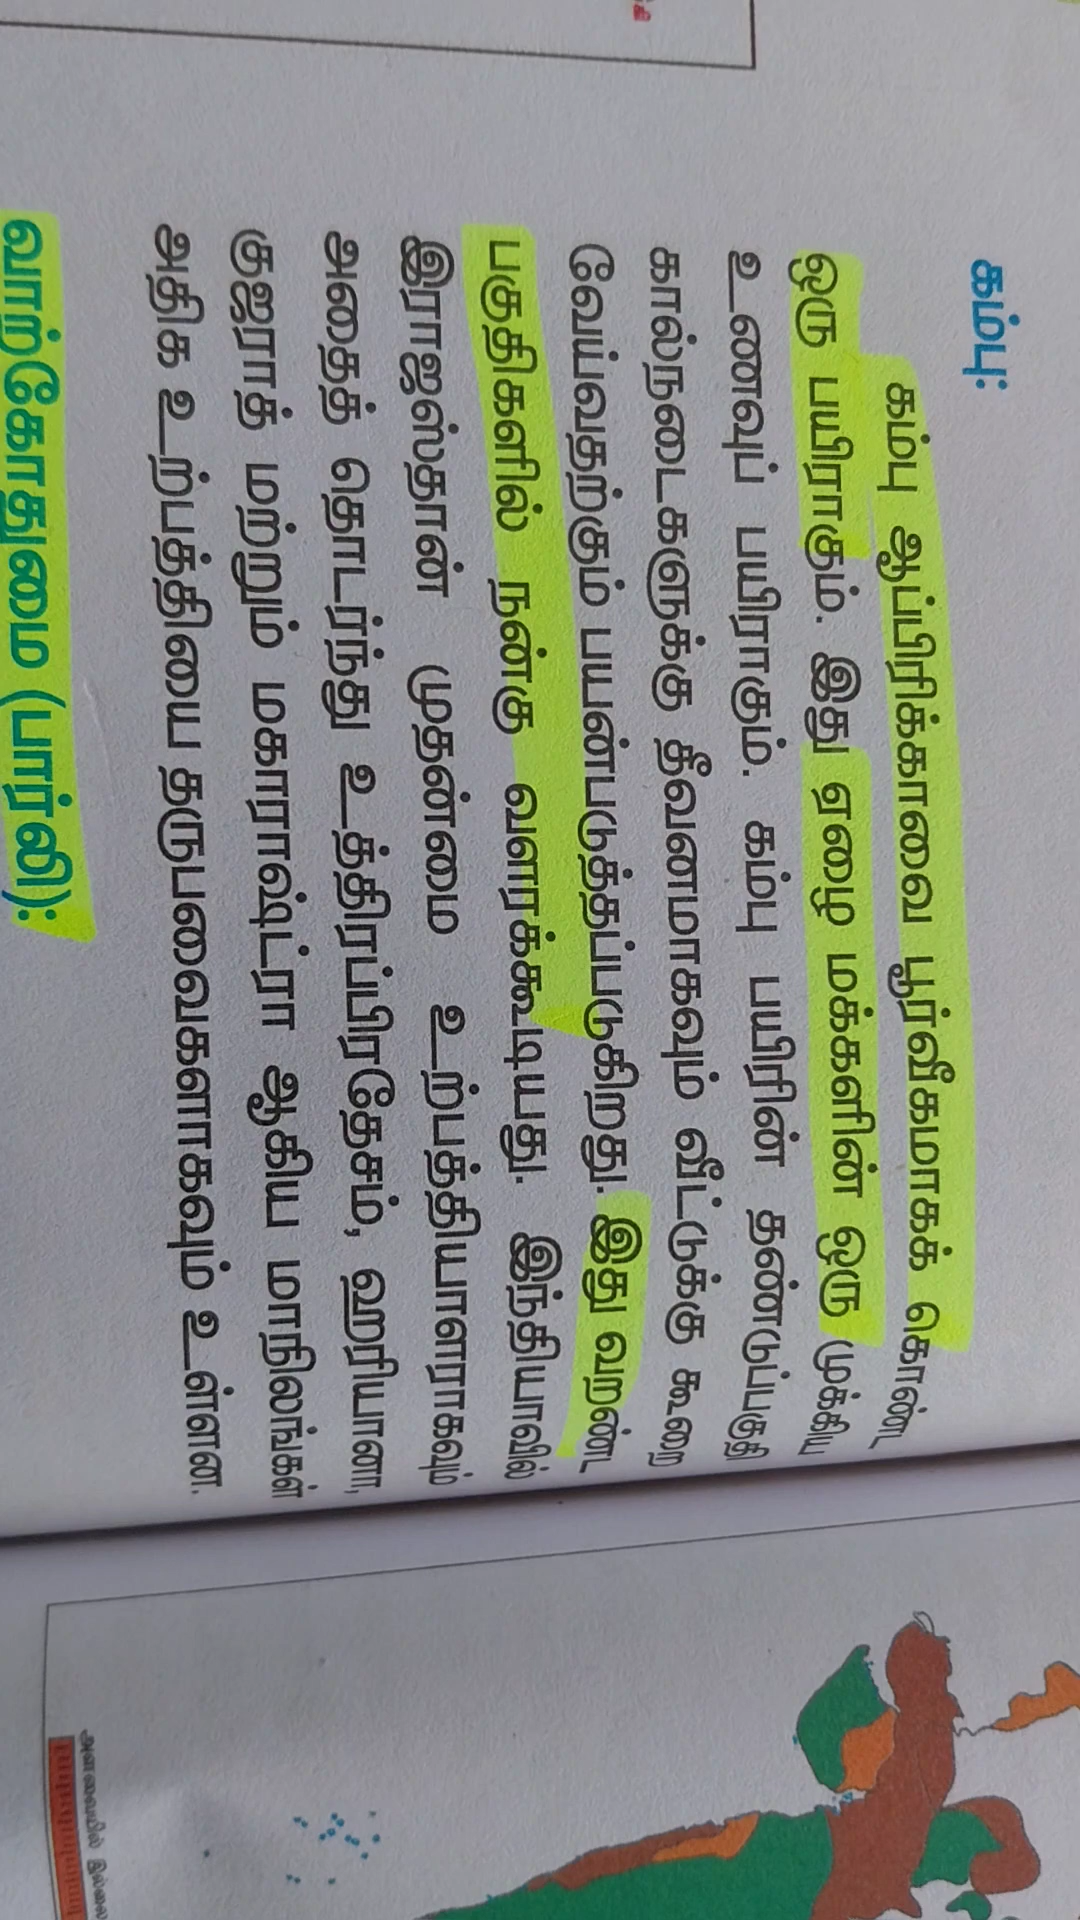 கம்பு:
கம்பு ஆப்பிரிக்காவை பூர்வீகமாகக் கொண்ட
ஒரு பயிராகும். இது ஏழை மக்களின் ஒரு முக்கிய
உணவுப் பயிராகும். கம்பு பயிரின் தண்டுப்பகுதி
கால்நடைகளுக்கு தீவனமாகவும் வீட்டுக்கு கூரை
வேய்வதற்கும் பயன்படுத்தப்படுகிறது. இது வறண்ட
பகுதிகளில் நன்கு வளரக்கூடியது. இந்தியாவில்
இராஜஸ்தான் முதன்மை உற்பத்தியாளராகவும்
அதைத் தொடர்ந்து உத்திரப்பிரதேசம், ஹரியானா,
குஜராத் மற்றும் மகாராஷ்ட்ரா ஆகிய மாநிலங்கள்
அதிக உற்பத்தியை தருபவைகளாகவும் உள்ளன.
வாற்கோதுமை (பார்லி):
அளவையில் இல்லை